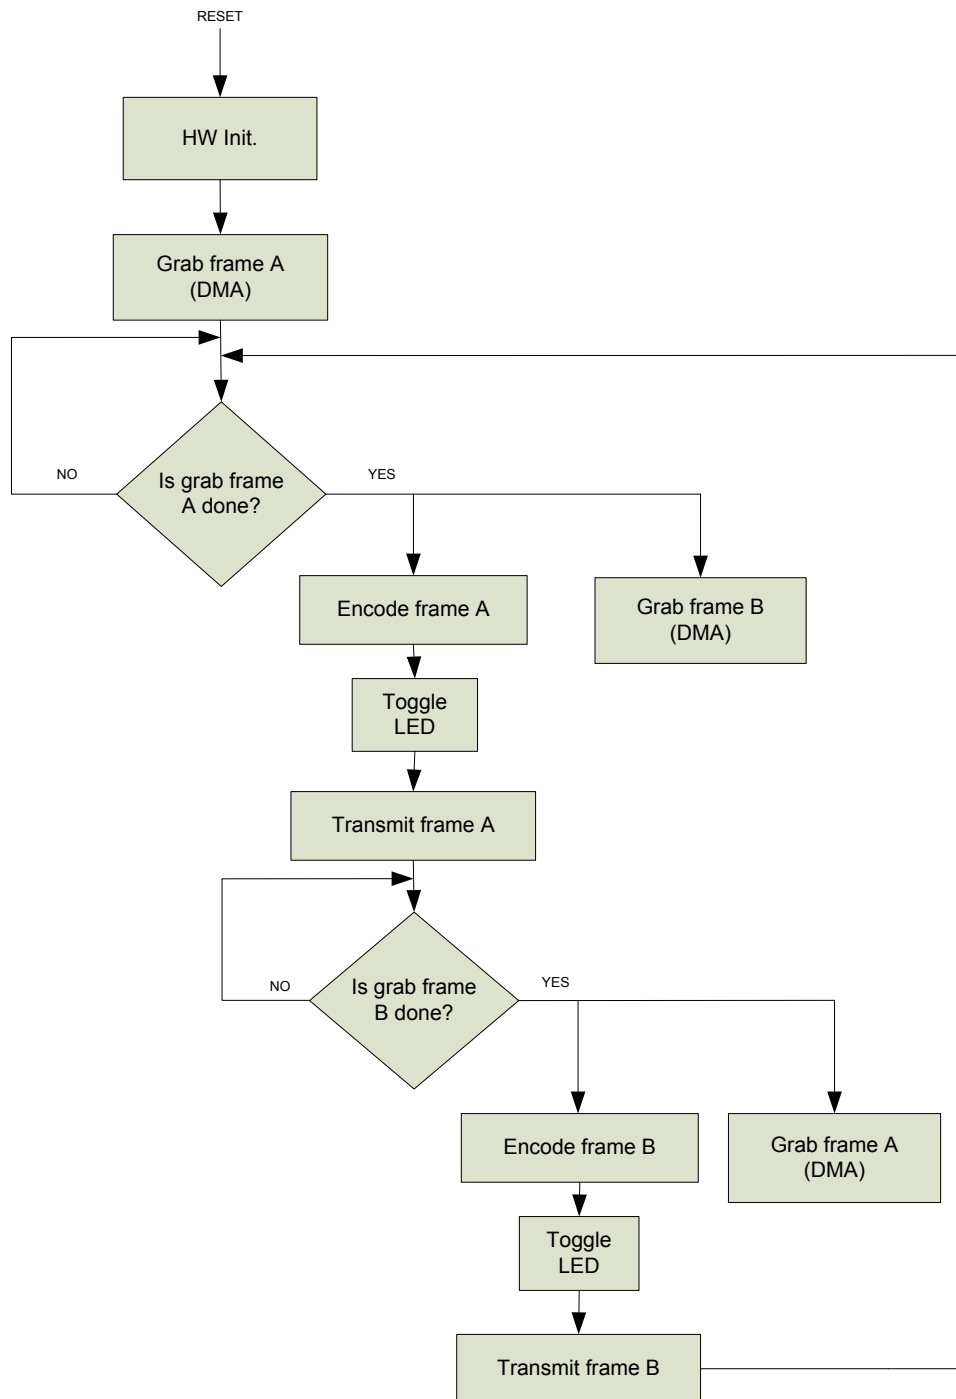 RESET
HW Init.
Grab frame A
(DMA)
Is grab frame
A done?
NO
YES
Encode frame A
Grab frame B
(DMA)
Toggle
LED
Transmit frame A
Is grab frame
B done?
NO
YES
Encode frame B
Grab frame A
(DMA)
Toggle
LED
Transmit frame B